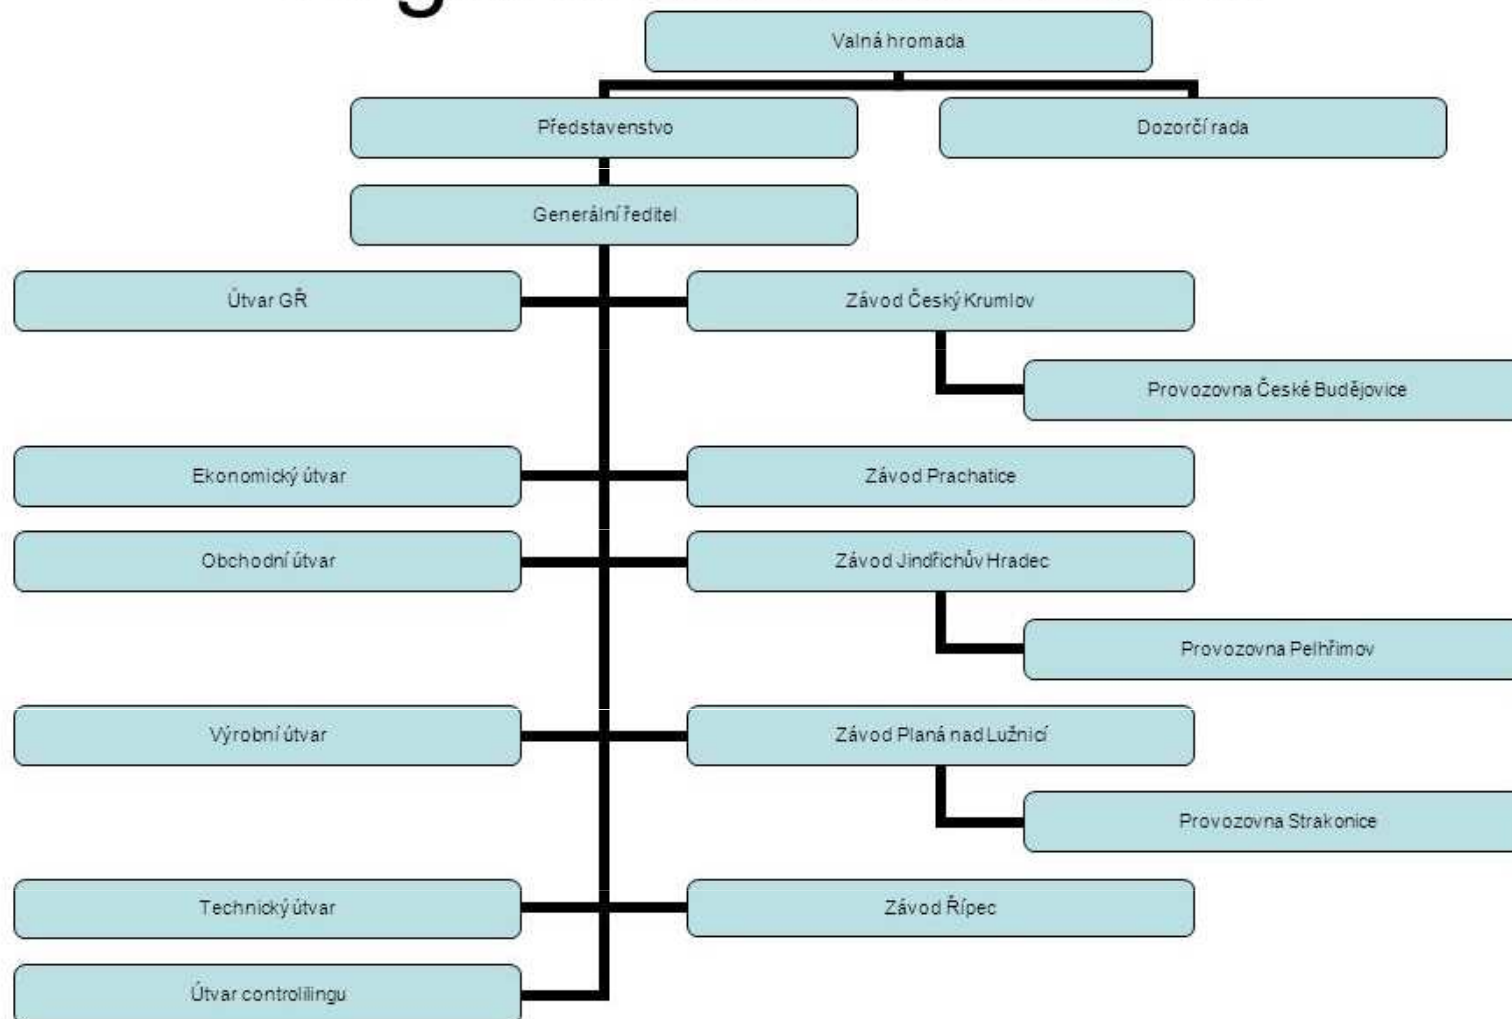 Valná hromada
Představenstvo
Dozorčí rada
Generální ředitel
Útvar GŘ
Závod Český Krumlov
Provozovna České Budějovice
Ekonomický útvar
Závod Prachatice
Obchodní útvar
Závod Jindřichův Hradec
Provozovna Pelhřimov
Výrobní útvar
Závod Planá nad Lužnicí
Provozovna Strakonice
Technický útvar
Závod Řípec
Útvar controlilingu